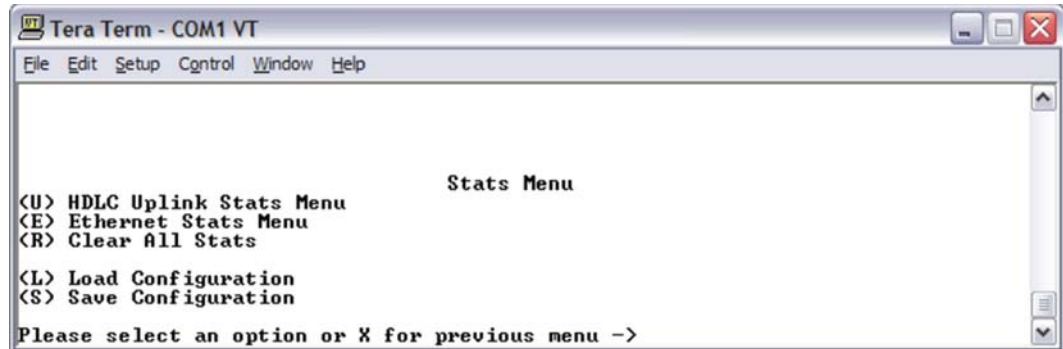 Tera Term - COM1 VT
File Edit Setup Control Window Help
Stats Menu
(U) HDLC Uplink Stats Menu
(E) Ethernet Stats Menu
(R) Clear All Stats
(L) Load Configuration
(S) Save Configuration
Please select an option or X for previous menu ->